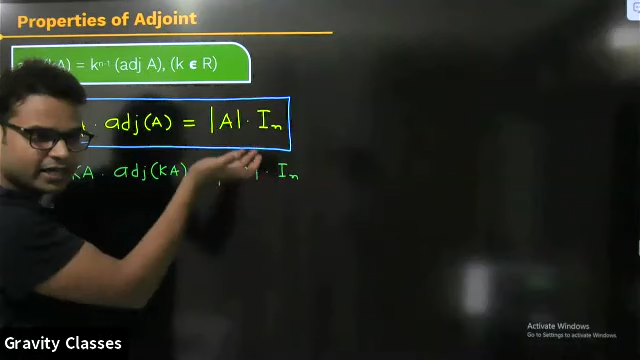 Properties of Adjoint
= kⁿ⁻¹ (adj A), (k ∈ R)
· adj(A) = |A| · Iₙ
KA · adj(KA) · Iₙ
Activate Windows
Go to Settings to activate Windows.
Gravity Classes